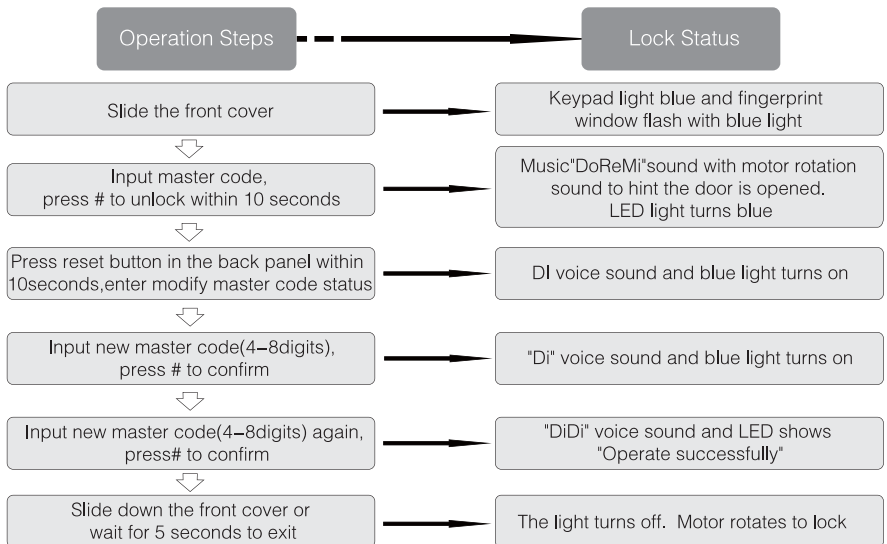 Operation Steps
Lock Status
Slide the front cover
Keypad light blue and fingerprint
window flash with blue light
Input master code,
press # to unlock within 10 seconds
Music"DoReMi"sound with motor rotation
sound to hint the door is opened.
LED light turns blue
Press reset button in the back panel within
10seconds,enter modify master code status
DI voice sound and blue light turns on
Input new master code(4–8digits),
press # to confirm
"Di" voice sound and blue light turns on
Input new master code(4–8digits) again,
press# to confirm
"DiDi" voice sound and LED shows
"Operate successfully"
Slide down the front cover or
wait for 5 seconds to exit
The light turns off. Motor rotates to lock